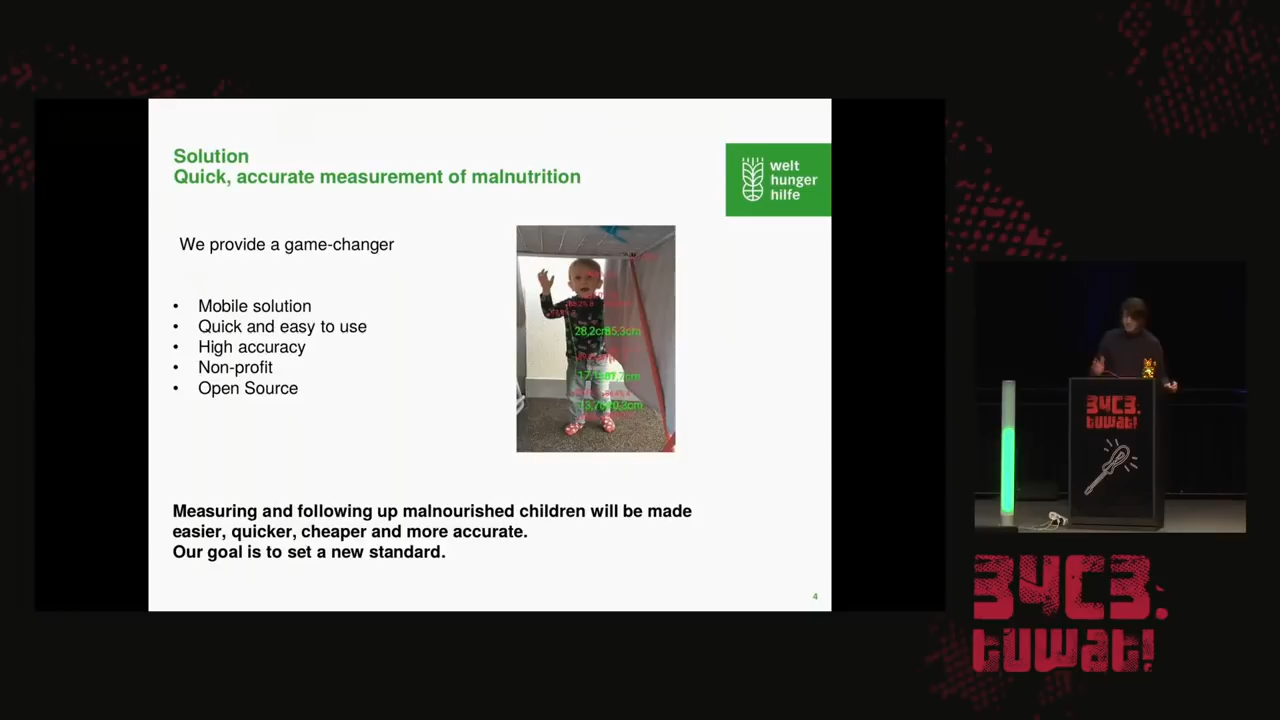 Solution
Quick, accurate measurement of malnutrition
welt
hunger
hilfe
We provide a game-changer
• Mobile solution
• Quick and easy to use
• High accuracy
• Non-profit
• Open Source
Measuring and following up malnourished children will be made
easier, quicker, cheaper and more accurate.
Our goal is to set a new standard.
4
34C3.
tuwat!
34C3.
tuwat!